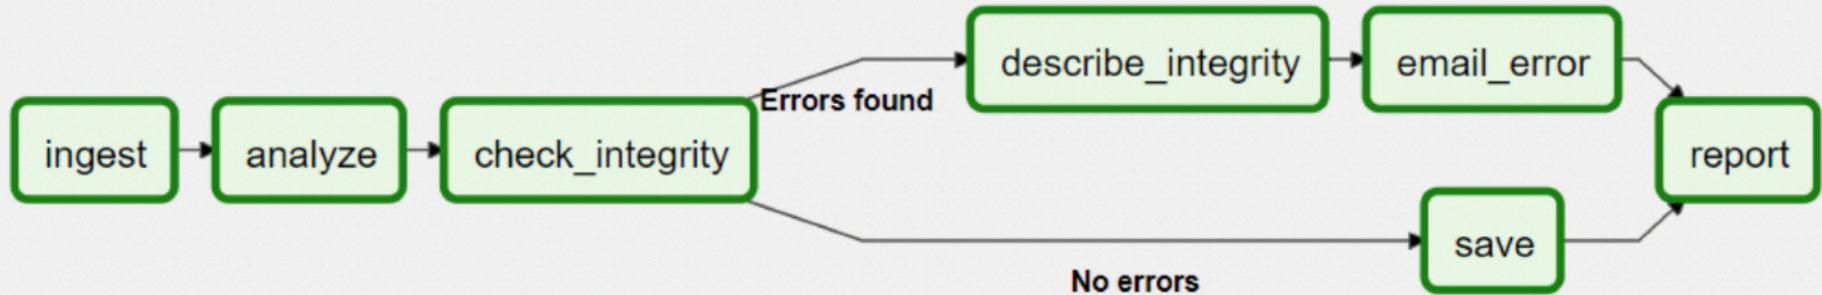 ingest
analyze
check_integrity
Errors found
describe_integrity
email_error
No errors
save
report